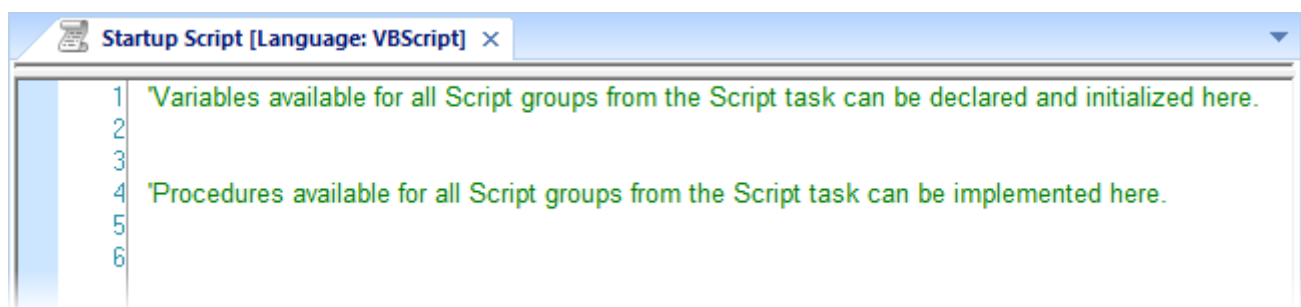 Startup Script [Language: VBScript] ×
1 'Variables available for all Script groups from the Script task can be declared and initialized here.
2
3
4 'Procedures available for all Script groups from the Script task can be implemented here.
5
6